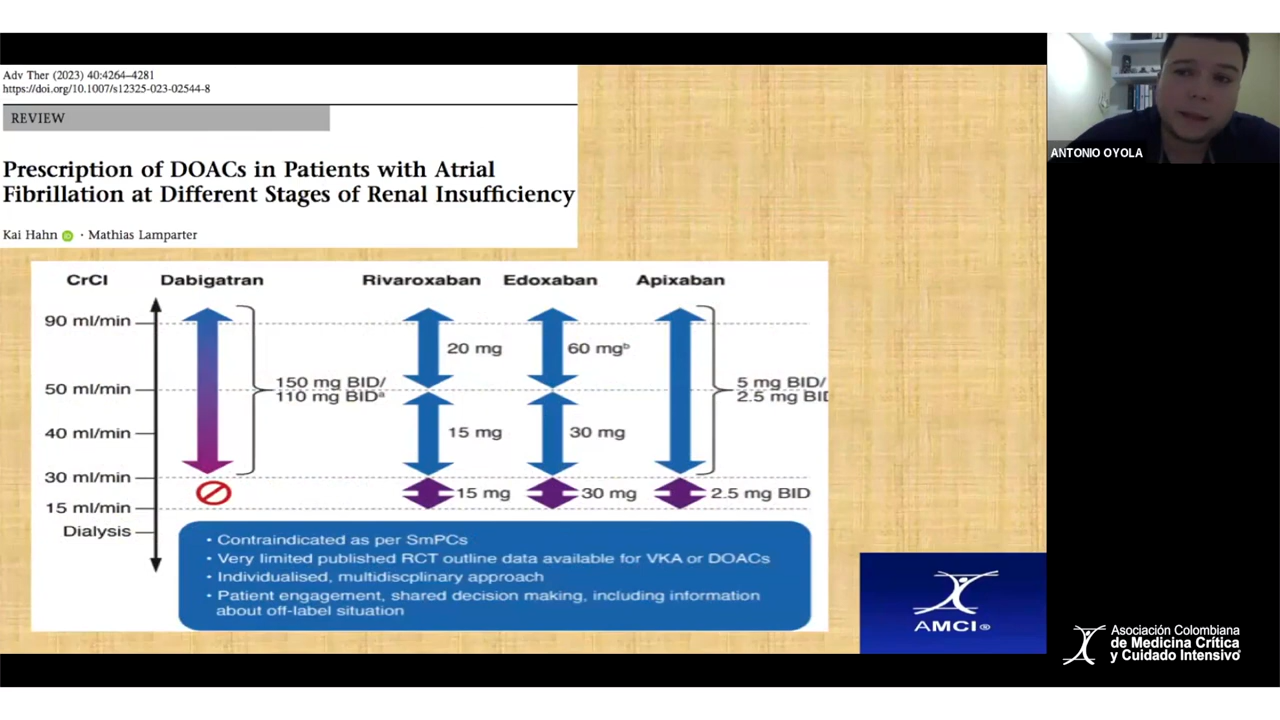 Adv Ther (2023) 40:4264–4281
https://doi.org/10.1007/s12325-023-02544-8
REVIEW
Prescription of DOACs in Patients with Atrial
Fibrillation at Different Stages of Renal Insufficiency
Kai Hahn · Mathias Lamparter
CrCl Dabigatran Rivaroxaban Edoxaban Apixaban
90 ml/min
20 mg 60 mgᵇ
50 ml/min
150 mg BID/
110 mg BIDᵃ
5 mg BID/
2.5 mg BID
40 ml/min 15 mg 30 mg
30 ml/min
15 mg 30 mg 2.5 mg BID
15 ml/min
Dialysis
• Contraindicated as per SmPCs
• Very limited published RCT outline data available for VKA or DOACs
• Individualised, multidiscplinary approach
• Patient engagement, shared decision making, including information
about off-label situation
AMCI®
ANTONIO OYOLA
Asociación Colombiana
de Medicina Crítica
y Cuidado Intensivo